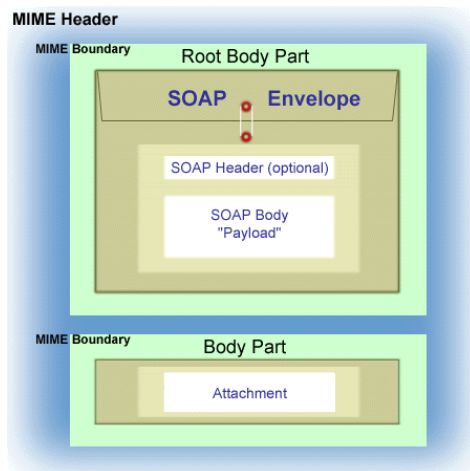 MIME Header
MIME Boundary
Root Body Part
SOAP Envelope
SOAP Header (optional)
SOAP Body
"Payload"
MIME Boundary
Body Part
Attachment